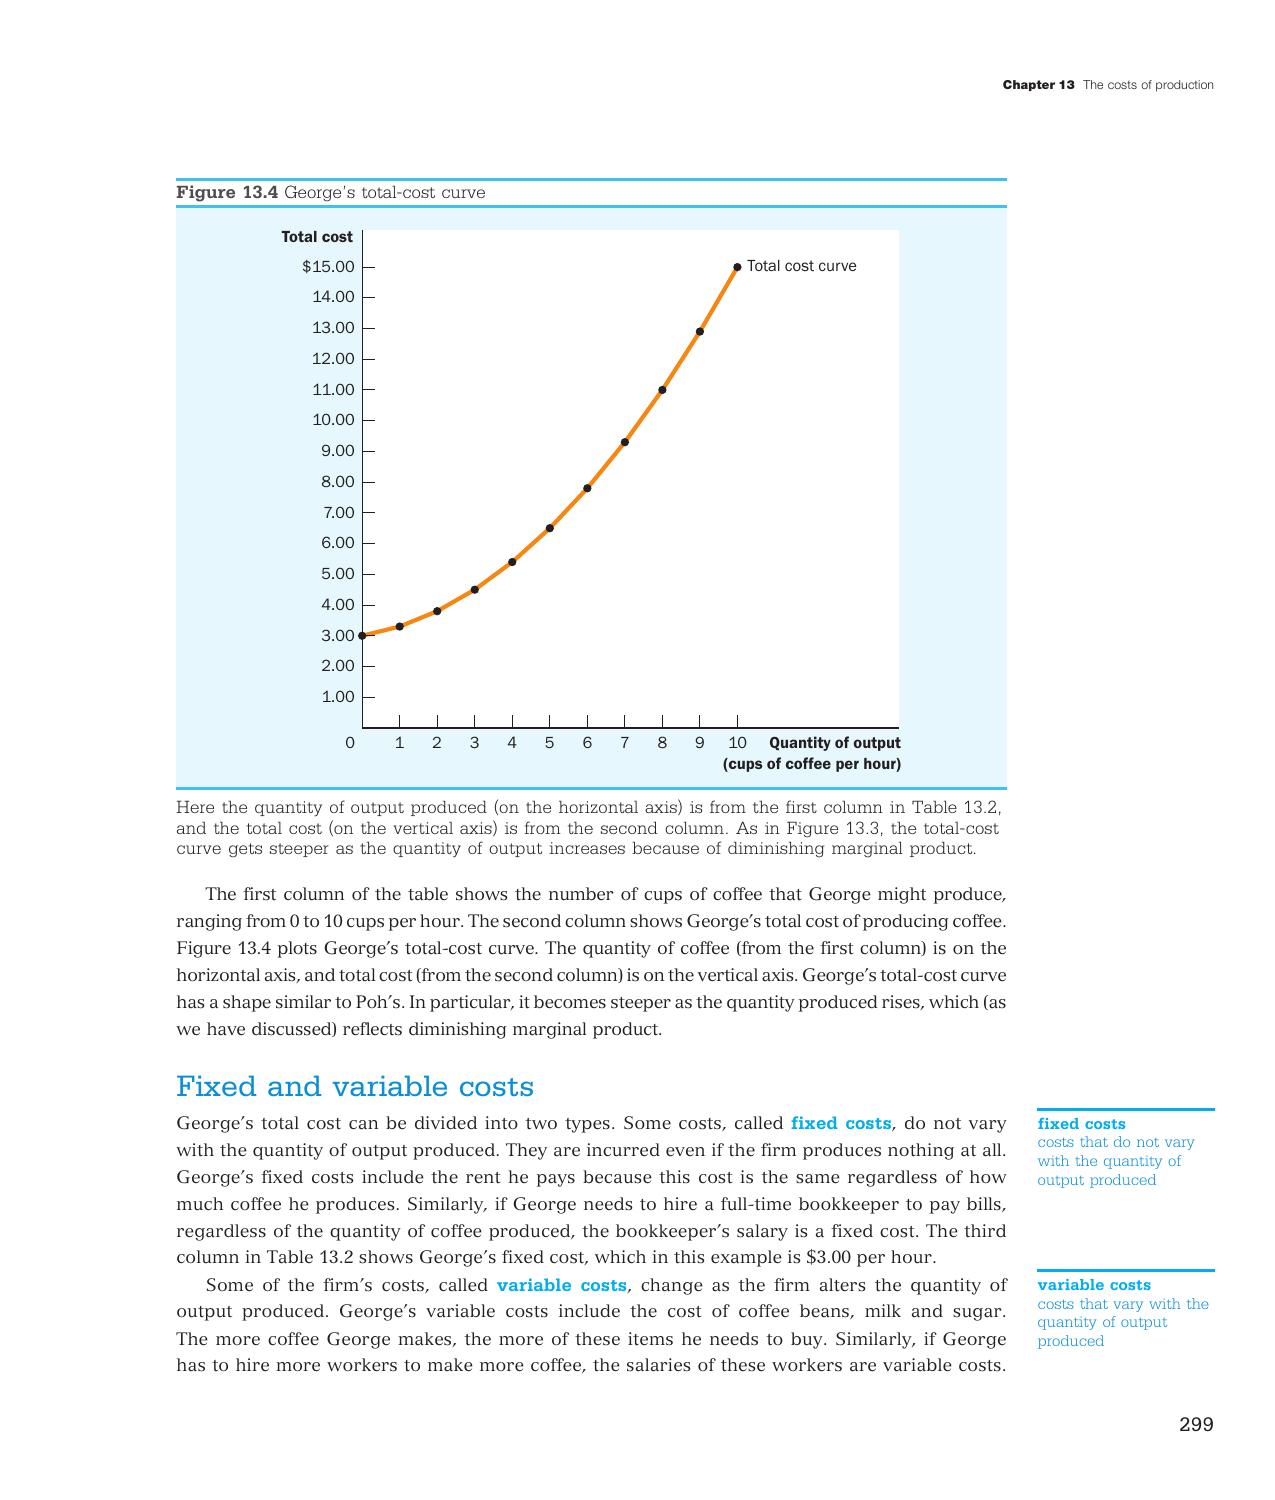 Chapter 13 The costs of production
Figure 13.4 George’s total-cost curve
Total cost
$15.00
14.00
13.00
12.00
11.00
10.00
9.00
8.00
7.00
6.00
5.00
4.00
3.00
2.00
1.00
Total cost curve
0 1 2 3 4 5 6 7 8 9 10 Quantity of output
(cups of coffee per hour)
Here the quantity of output produced (on the horizontal axis) is from the first column in Table 13.2,
and the total cost (on the vertical axis) is from the second column. As in Figure 13.3, the total-cost
curve gets steeper as the quantity of output increases because of diminishing marginal product.
The first column of the table shows the number of cups of coffee that George might produce,
ranging from 0 to 10 cups per hour. The second column shows George’s total cost of producing coffee.
Figure 13.4 plots George’s total-cost curve. The quantity of coffee (from the first column) is on the
horizontal axis, and total cost (from the second column) is on the vertical axis. George’s total-cost curve
has a shape similar to Poh’s. In particular, it becomes steeper as the quantity produced rises, which (as
we have discussed) reflects diminishing marginal product.
Fixed and variable costs
George’s total cost can be divided into two types. Some costs, called fixed costs, do not vary
with the quantity of output produced. They are incurred even if the firm produces nothing at all.
George’s fixed costs include the rent he pays because this cost is the same regardless of how
much coffee he produces. Similarly, if George needs to hire a full-time bookkeeper to pay bills,
regardless of the quantity of coffee produced, the bookkeeper’s salary is a fixed cost. The third
column in Table 13.2 shows George’s fixed cost, which in this example is $3.00 per hour.
Some of the firm’s costs, called variable costs, change as the firm alters the quantity of
output produced. George’s variable costs include the cost of coffee beans, milk and sugar.
The more coffee George makes, the more of these items he needs to buy. Similarly, if George
has to hire more workers to make more coffee, the salaries of these workers are variable costs.
fixed costs
costs that do not vary
with the quantity of
output produced
variable costs
costs that vary with the
quantity of output
produced
299